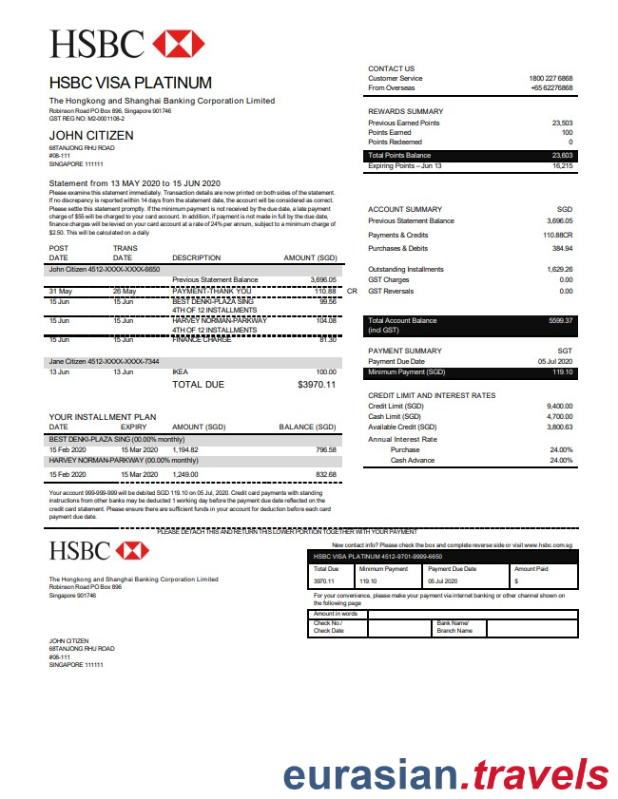 HSBC
HSBC VISA PLATINUM
The Hongkong and Shanghai Banking Corporation Limited
Robinson Road PO Box 896, Singapore 901746
GST REG NO: M2-0001108-2
JOHN CITIZEN
68TANJONG RHU ROAD
#08-111
SINGAPORE 111111
CONTACT US
Customer Service 1800 227 6868
From Overseas +65 62276868
REWARDS SUMMARY
Previous Earned Points 23,503
Points Earned 100
Points Redeemed 0
Total Points Balance 23,603
Expiring Points – Jun 13 16,215
Statement from 13 MAY 2020 to 15 JUN 2020
Please examine this statement immediately. Transaction details are now printed on both sides of the statement.
If no discrepancy is reported within 14 days from the statement date, the account will be considered as correct.
Please settle this statement promptly. If the minimum payment is not received by the due date, a late payment
charge of $55 will be charged to your card account. In addition, if payment is not made in full by the due date,
finance charges will be levied on your card account at a rate of 24% per annum, subject to a minimum charge of
$2.50. This will be calculated on a daily
POST DATE TRANS DATE DESCRIPTION AMOUNT (SGD)
John Citizen 4512-XXXX-XXXX-6650
Previous Statement Balance 3,696.05
31 May 26 May PAYMENT-THANK YOU 110.88 CR
15 Jun 15 Jun BEST DENKI-PLAZA SING 99.56
4TH OF 12 INSTALLMENTS
15 Jun 15 Jun HARVEY NORMAN-PARKWAY 104.08
4TH OF 12 INSTALLMENTS
15 Jun 15 Jun FINANCE CHARGE 81.30
Jane Citizen 4512-XXXX-XXXX-7344
13 Jun 13 Jun IKEA 100.00
TOTAL DUE $3970.11
ACCOUNT SUMMARY SGD
Previous Statement Balance 3,696.05
Payments & Credits 110.88CR
Purchases & Debits 384.94
Outstanding Installments 1,629.26
GST Charges 0.00
GST Reversals 0.00
Total Account Balance 5599.37
(incl GST)
PAYMENT SUMMARY SGT
Payment Due Date 05 Jul 2020
Minimum Payment (SGD) 119.10
CREDIT LIMIT AND INTEREST RATES
Credit Limit (SGD) 9,400.00
Cash Limit (SGD) 4,700.00
Available Credit (SGD) 3,800.63
Annual Interest Rate
Purchase 24.00%
Cash Advance 24.00%
YOUR INSTALLMENT PLAN
DATE EXPIRY AMOUNT (SGD) BALANCE (SGD)
BEST DENKI-PLAZA SING (00.00% monthly)
15 Feb 2020 15 Mar 2020 1,194.82 796.58
HARVEY NORMAN-PARKWAY (00.00% monthly)
15 Feb 2020 15 Mar 2020 1,249.00 832.68
Your account 999-999-999 will be debited SGD 119.10 on 05 Jul, 2020. Credit card payments with standing
instructions from other banks may be deducted 1 working day before the payment due date reflected on the
credit card statement. Please ensure there are sufficient funds in your account for deduction before each card
payment due date.
PLEASE DETACH THIS AND RETURN THIS LOWER PORTION TOGETHER WITH YOUR PAYMENT
HSBC
The Hongkong and Shanghai Banking Corporation Limited
Robinson Road PO Box 896
Singapore 901746
JOHN CITIZEN
68TANJONG RHU ROAD
#08-111
SINGAPORE 111111
New contact info? Please check the box and complete reverse side or visit www.hsbc.com.sg
HSBC VISA PLATINUM 4512-9701-9999-6650
Total Due Minimum Payment Payment Due Date Amount Paid
3970.11 119.10 05 Jul 2020 $
For your convenience, please make your payment via internet banking or other channel shown on
the following page
Amount in words
Check No./ Check Date Bank Name/ Branch Name
eurasian.travels